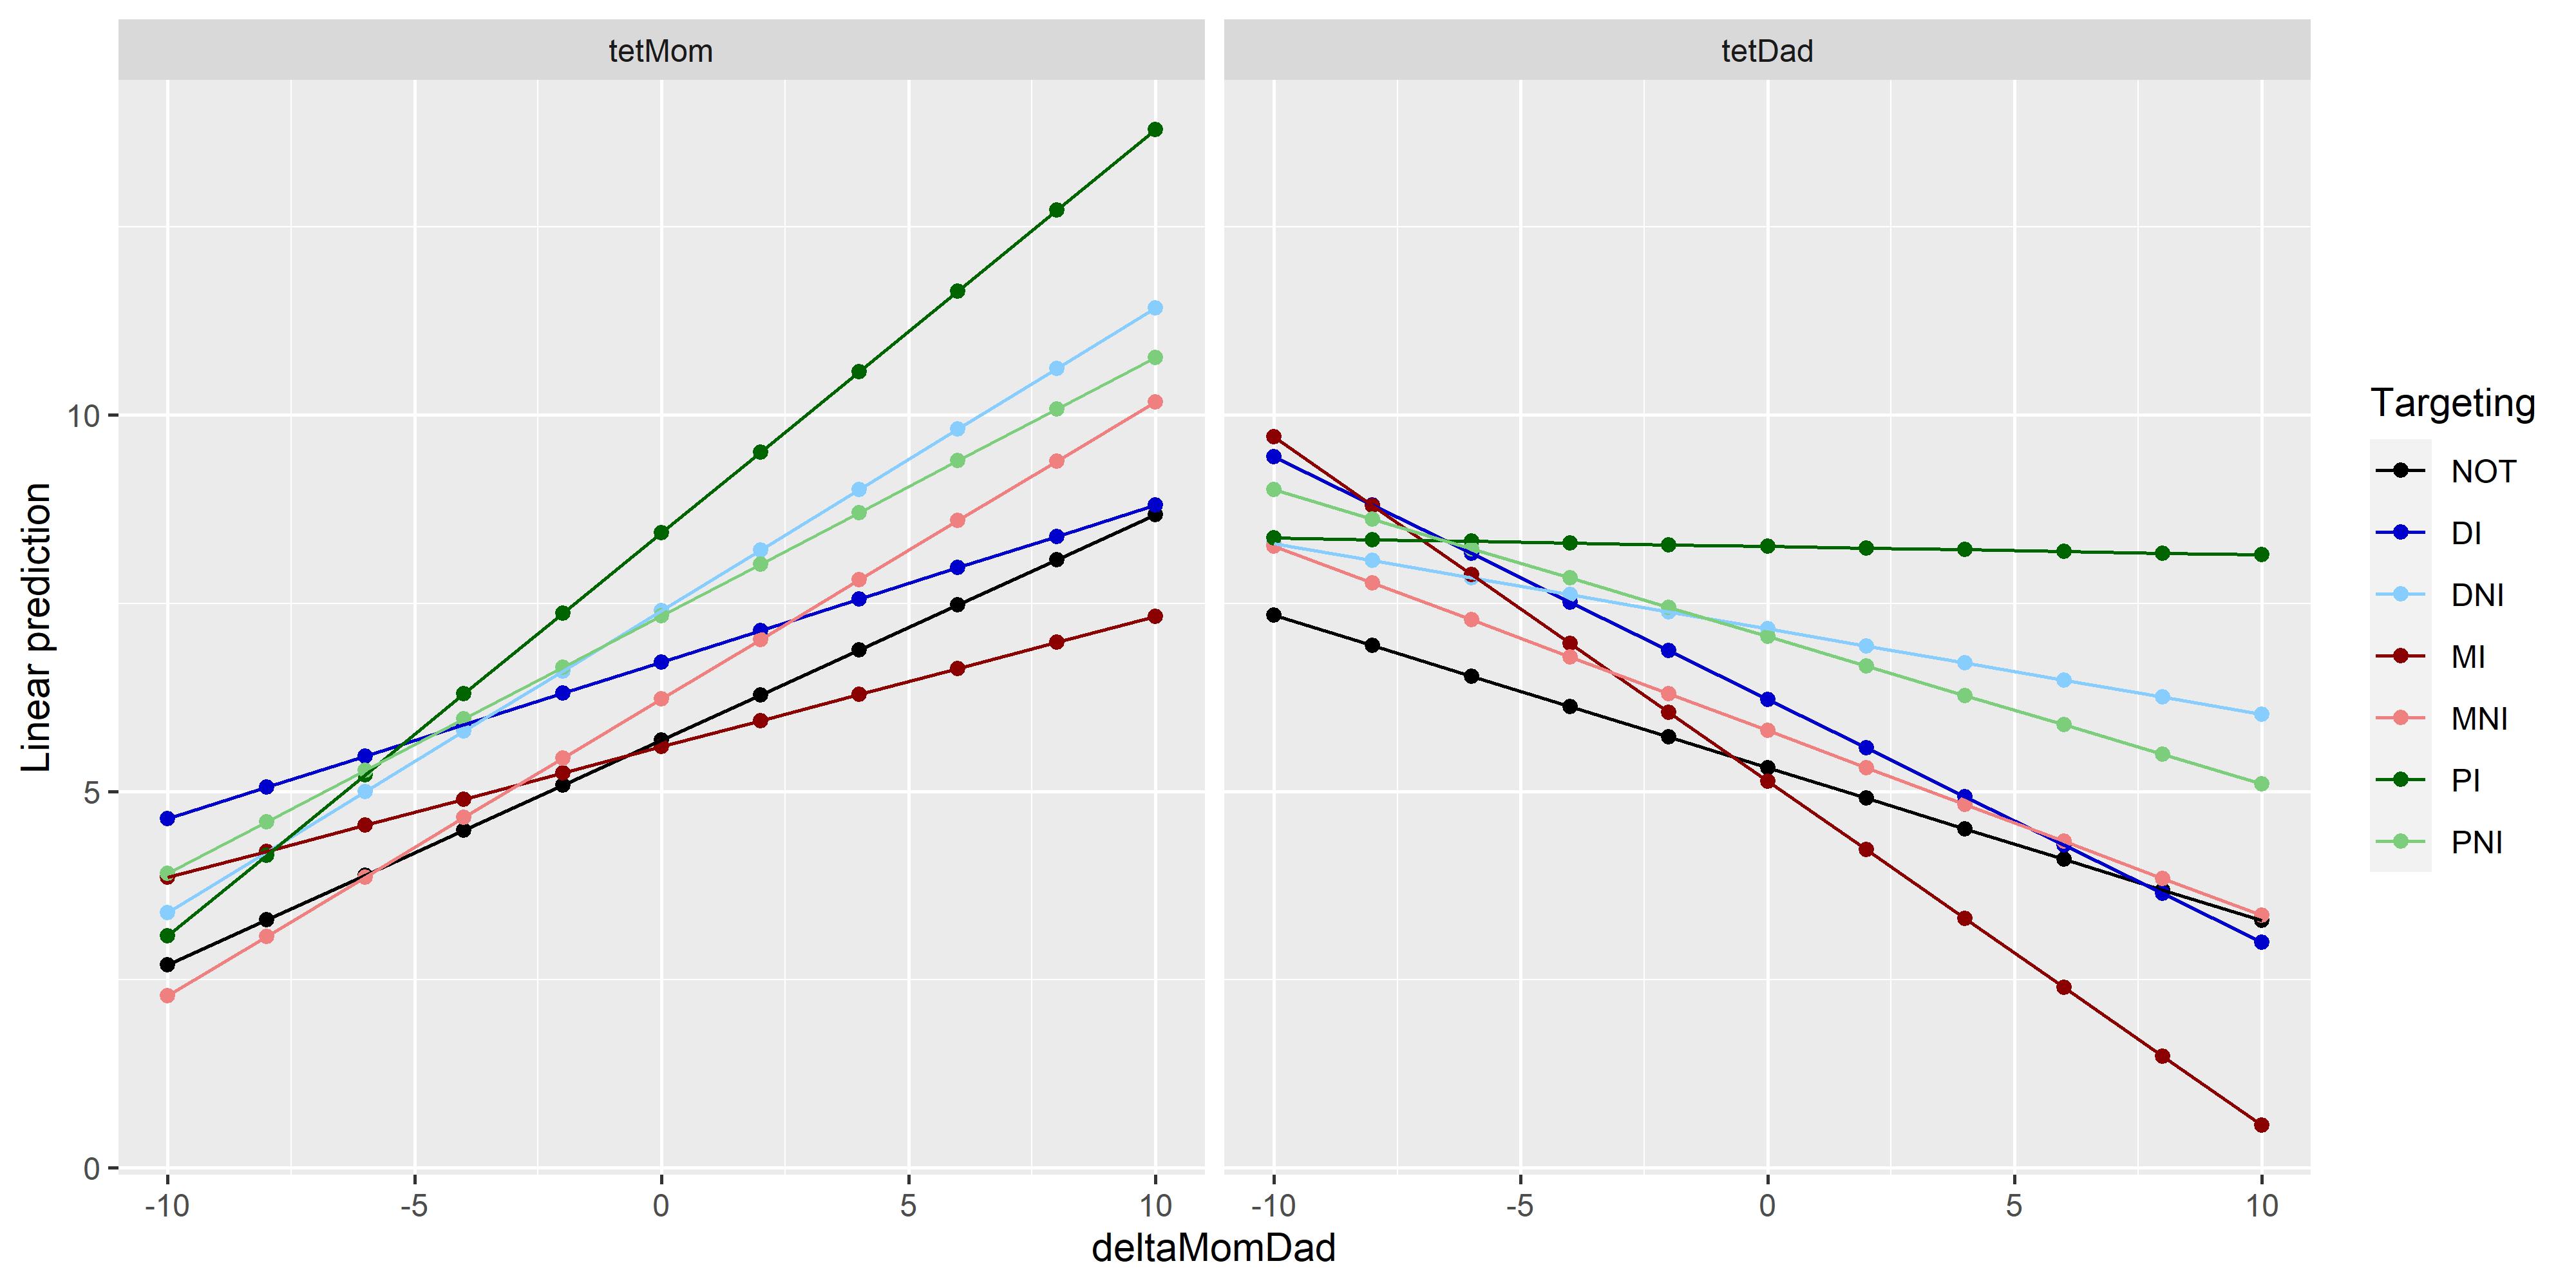 tetMom tetDad
Linear prediction
10
5
0
-10 -5 0 5 10 -10 -5 0 5 10
deltaMomDad
Targeting
NOT
DI
DNI
MI
MNI
PI
PNI